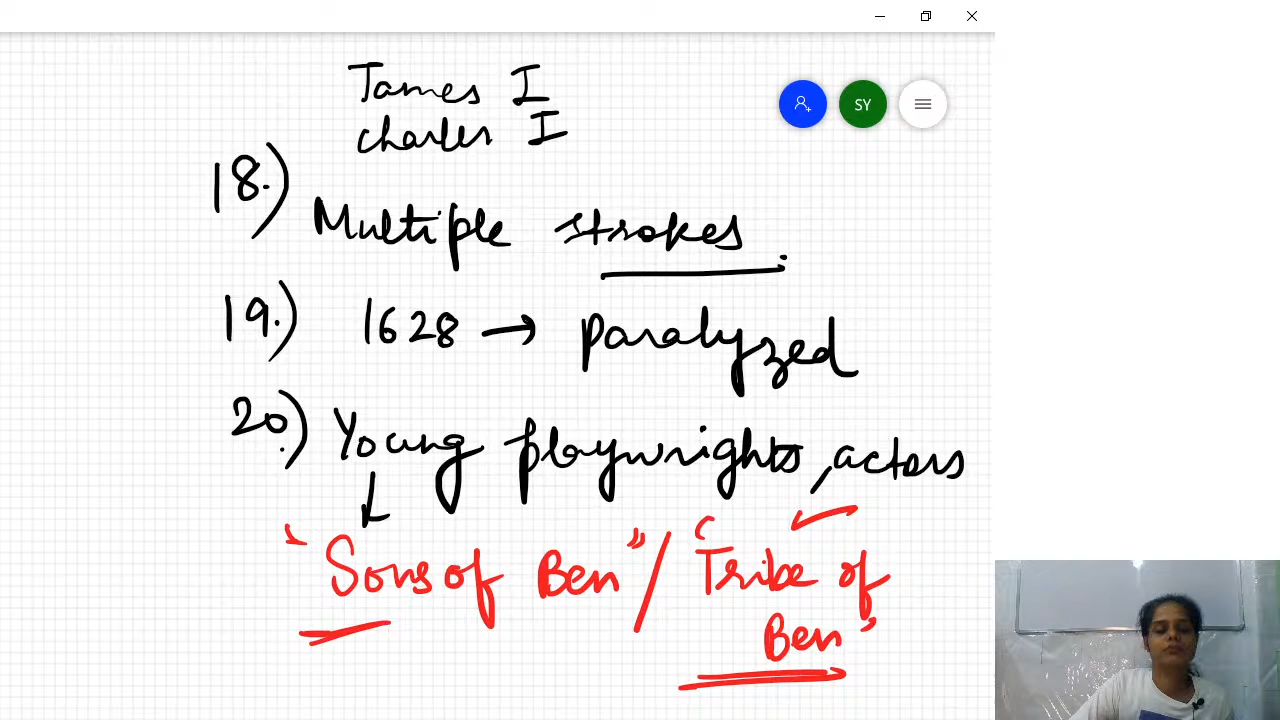 James I
Charles I
SY
18.)
Multiple strokes.
19.) 1628 → paralyzed
20.) Young playwrights, actors
"Sons of Ben" / "Tribe of
Ben"